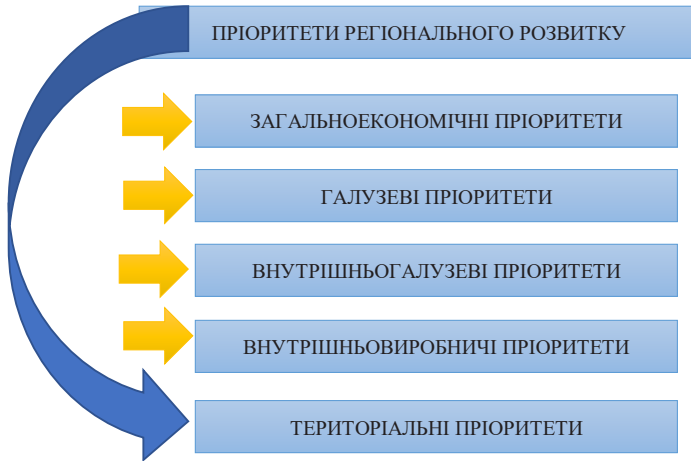 ПРІОРИТЕТИ РЕГІОНАЛЬНОГО РОЗВИТКУ
ЗАГАЛЬНОЕКОНОМІЧНІ ПРІОРИТЕТИ
ГАЛУЗЕВІ ПРІОРИТЕТИ
ВНУТРІШНЬОГАЛУЗЕВІ ПРІОРИТЕТИ
ВНУТРІШНЬОВИРОБНИЧІ ПРІОРИТЕТИ
ТЕРИТОРІАЛЬНІ ПРІОРИТЕТИ